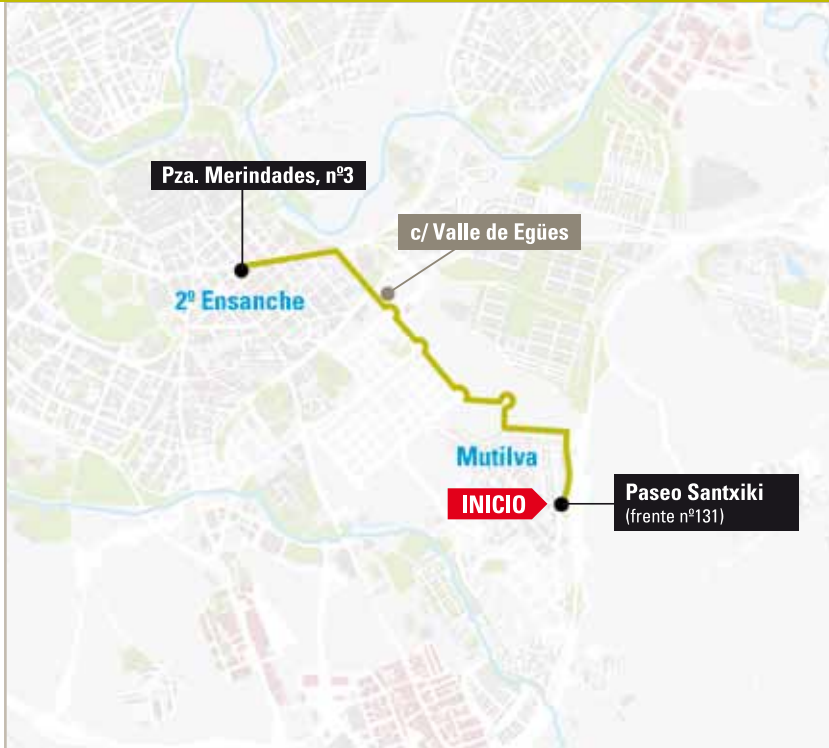 Pza. Merindades, nº3
c/ Valle de Egües
2º Ensanche
Mutilva
INICIO
Paseo Santxiki
(frente nº131)